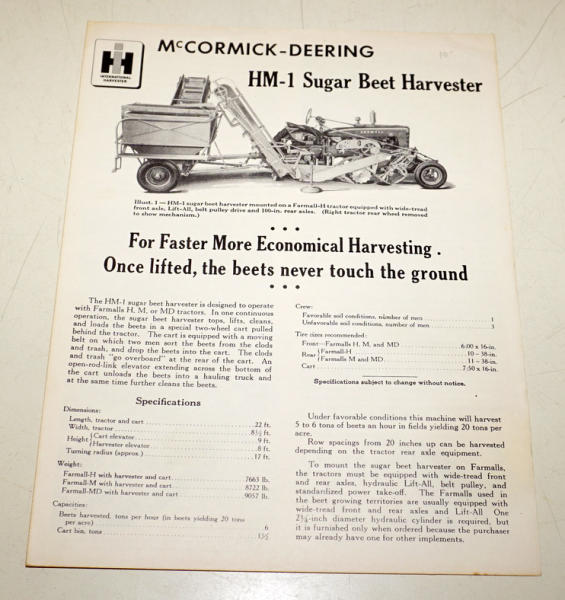 IH
INTERNATIONAL
HARVESTER
McCORMICK-DEERING
10
HM-1 Sugar Beet Harvester
FARMALL
Illust. 1 — HM-1 sugar beet harvester mounted on a Farmall-H tractor equipped with wide-tread
front axle, Lift-All, belt pulley drive and 100-in. rear axles. (Right tractor rear wheel removed
to show mechanism.)
• • •
For Faster More Economical Harvesting .
Once lifted, the beets never touch the ground
• • •
The HM-1 sugar beet harvester is designed to operate
with Farmalls H, M, or MD tractors. In one continuous
operation, the sugar beet harvester tops, lifts, cleans,
and loads the beets in a special two-wheel cart pulled
behind the tractor. The cart is equipped with a moving
belt on which two men sort the beets from the clods
and trash, and drop the beets into the cart. The clods
and trash "go overboard" at the rear of the cart. An
open-rod-link elevator extending across the bottom of
the cart unloads the beets into a hauling truck and
at the same time further cleans the beets.
Specifications
Dimensions:
Length, tractor and cart 22 ft.
Width, tractor 8½ ft.
Height { Cart elevator 9 ft.
Harvester elevator 8 ft.
Turning radius (approx.) 17 ft.
Weight:
Farmall-H with harvester and cart 7663 lb.
Farmall-M with harvester and cart 8722 lb.
Farmall-MD with harvester and cart 9057 lb.
Capacities:
Beets harvested, tons per hour (in beets yielding 20 tons
per acre) 6
Cart bin, tons 1½
Crew:
Favorable soil conditions, number of men 1
Unfavorable soil conditions, number of men 3
Tire sizes recommended:
Front—Farmalls H, M, and MD 6:00 x 16-in.
Rear { Farmall-H 10 – 38-in.
Farmalls M and MD 11 – 38-in.
Cart 7:50 x 16-in.
Specifications subject to change without notice.
Under favorable conditions this machine will harvest
5 to 6 tons of beets an hour in fields yielding 20 tons per
acre.
Row spacings from 20 inches up can be harvested
depending on the tractor rear axle equipment.
To mount the sugar beet harvester on Farmalls,
the tractors must be equipped with wide-tread front
and rear axles, hydraulic Lift-All, belt pulley, and
standardized power take-off. The Farmalls used in
the beet growing territories are usually equipped with
wide-tread front and rear axles and Lift-All One
2¼-inch diameter hydraulic cylinder is required, but
it is furnished only when ordered because the purchaser
may already have one for other implements.